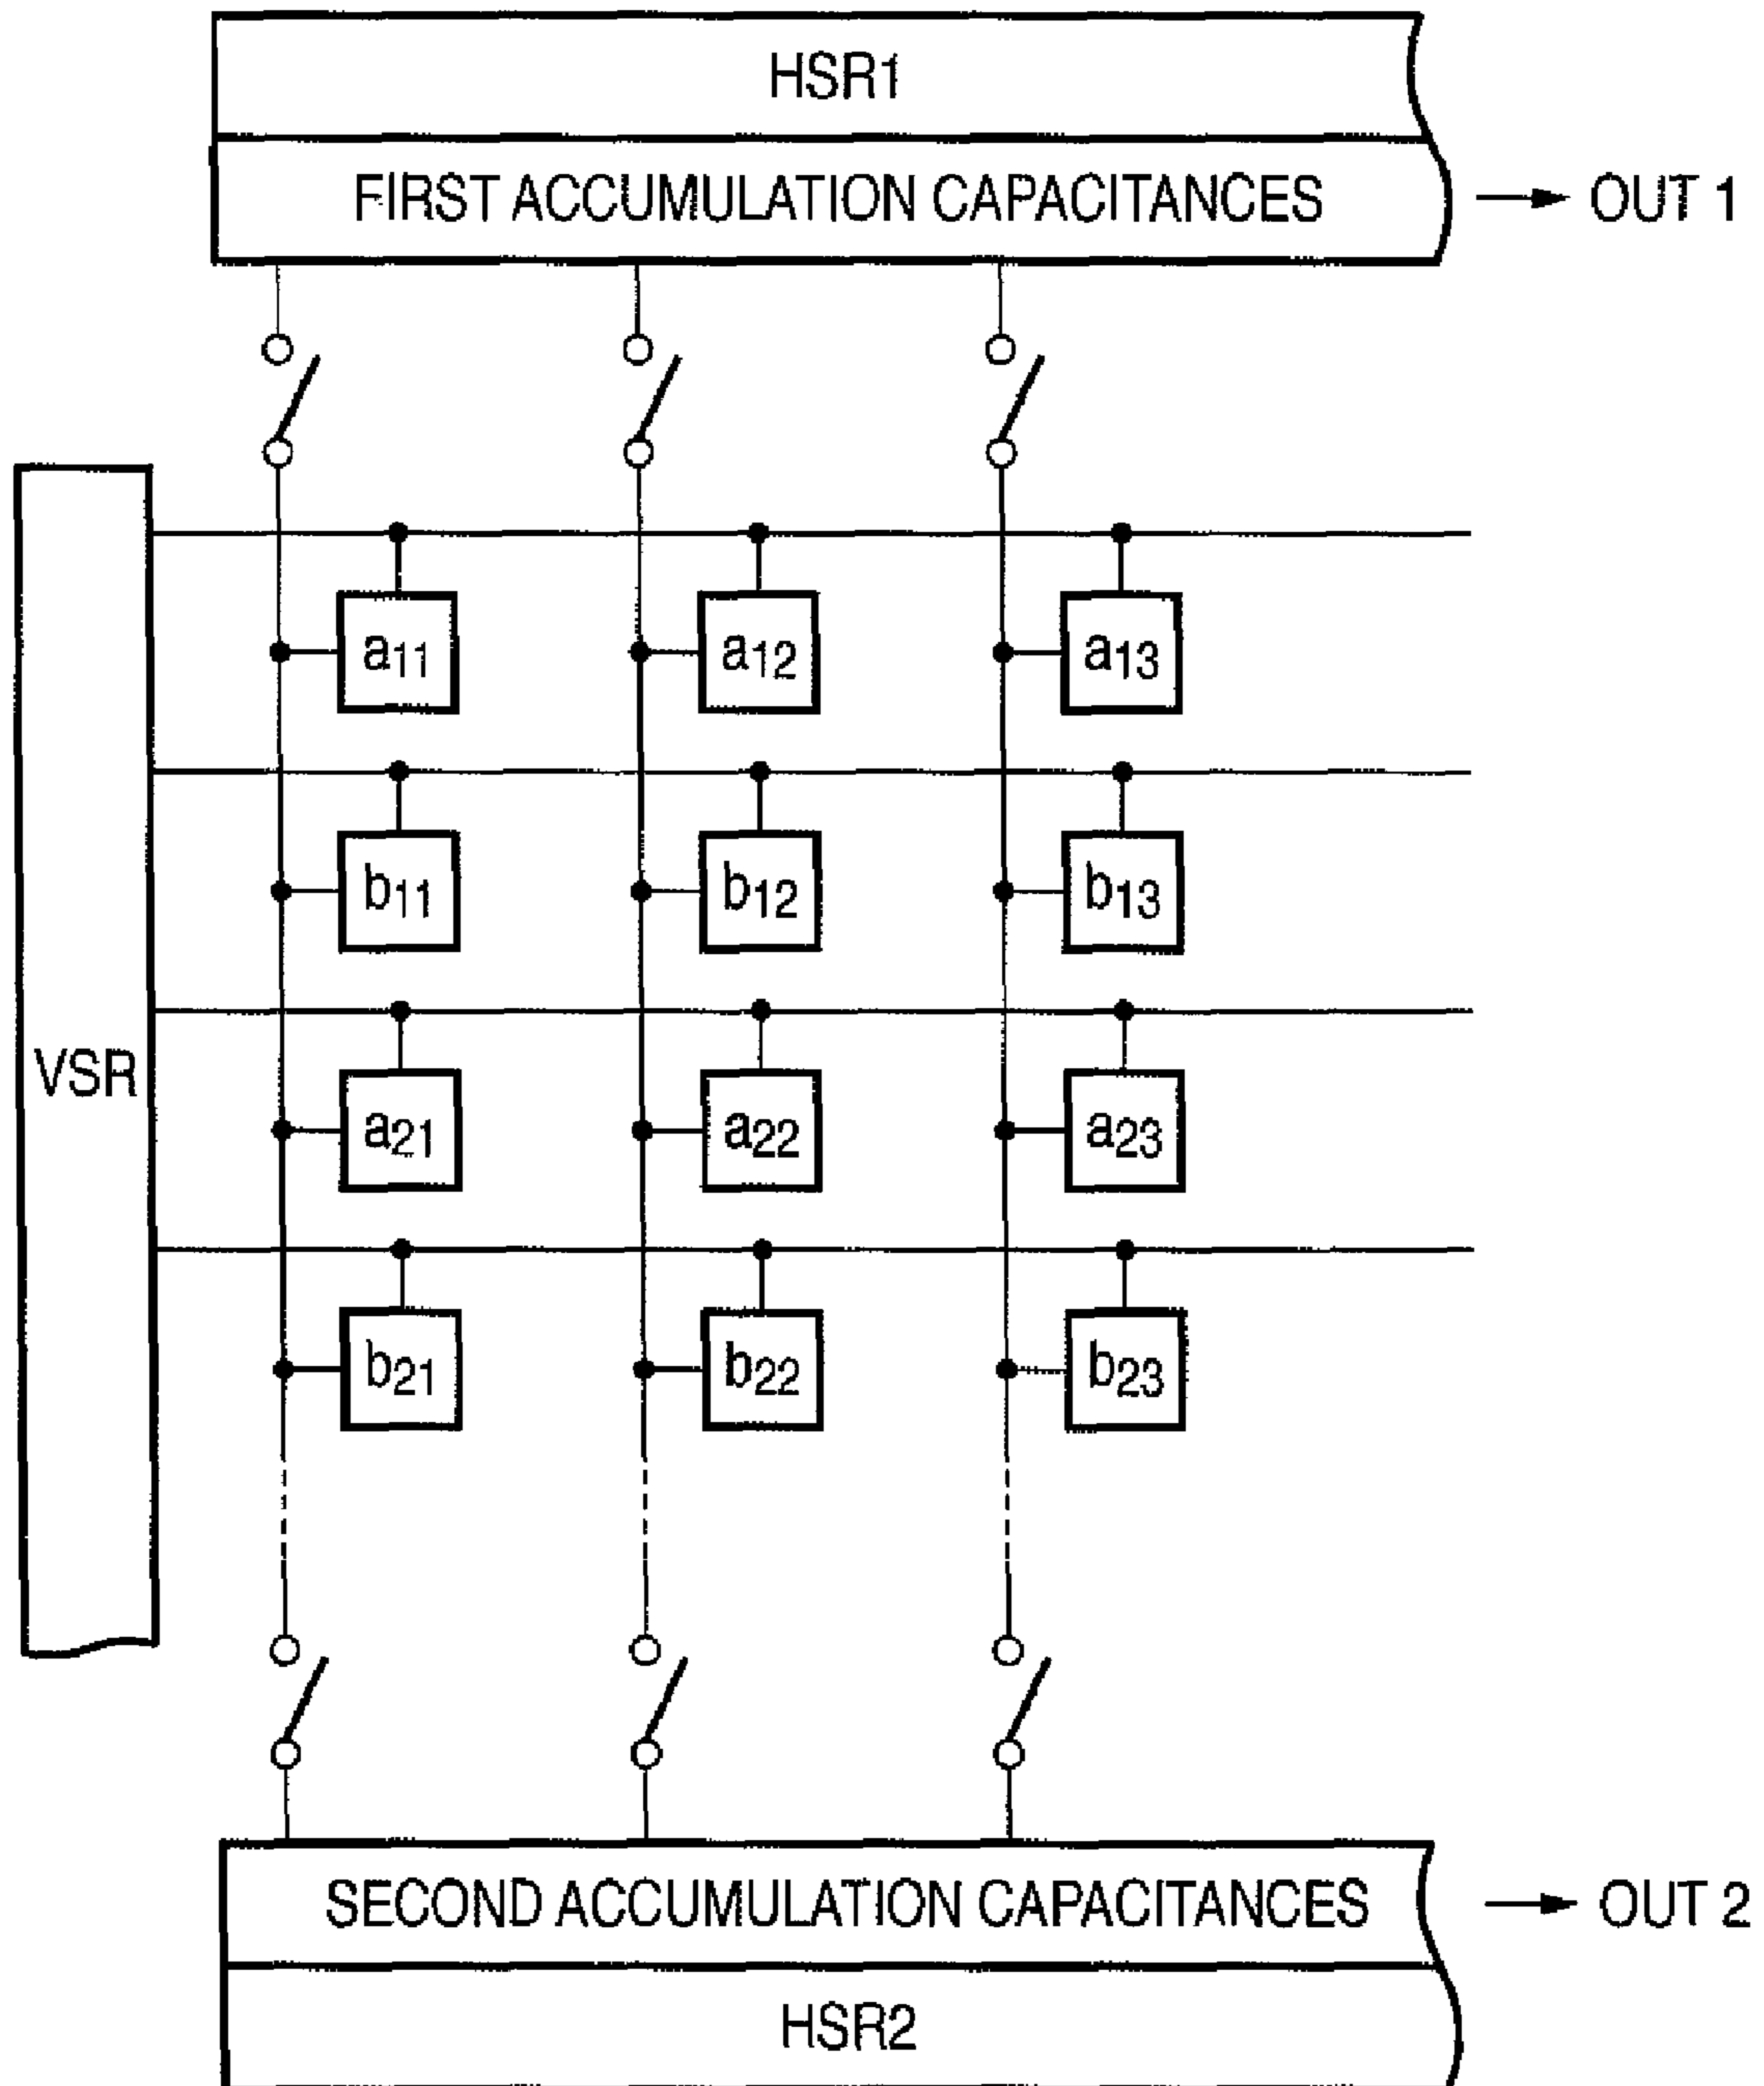 HSR1
FIRST ACCUMULATION CAPACITANCES
OUT 1
a11 a12 a13
b11 b12 b13
VSR
a21 a22 a23
b21 b22 b23
SECOND ACCUMULATION CAPACITANCES
OUT 2
HSR2